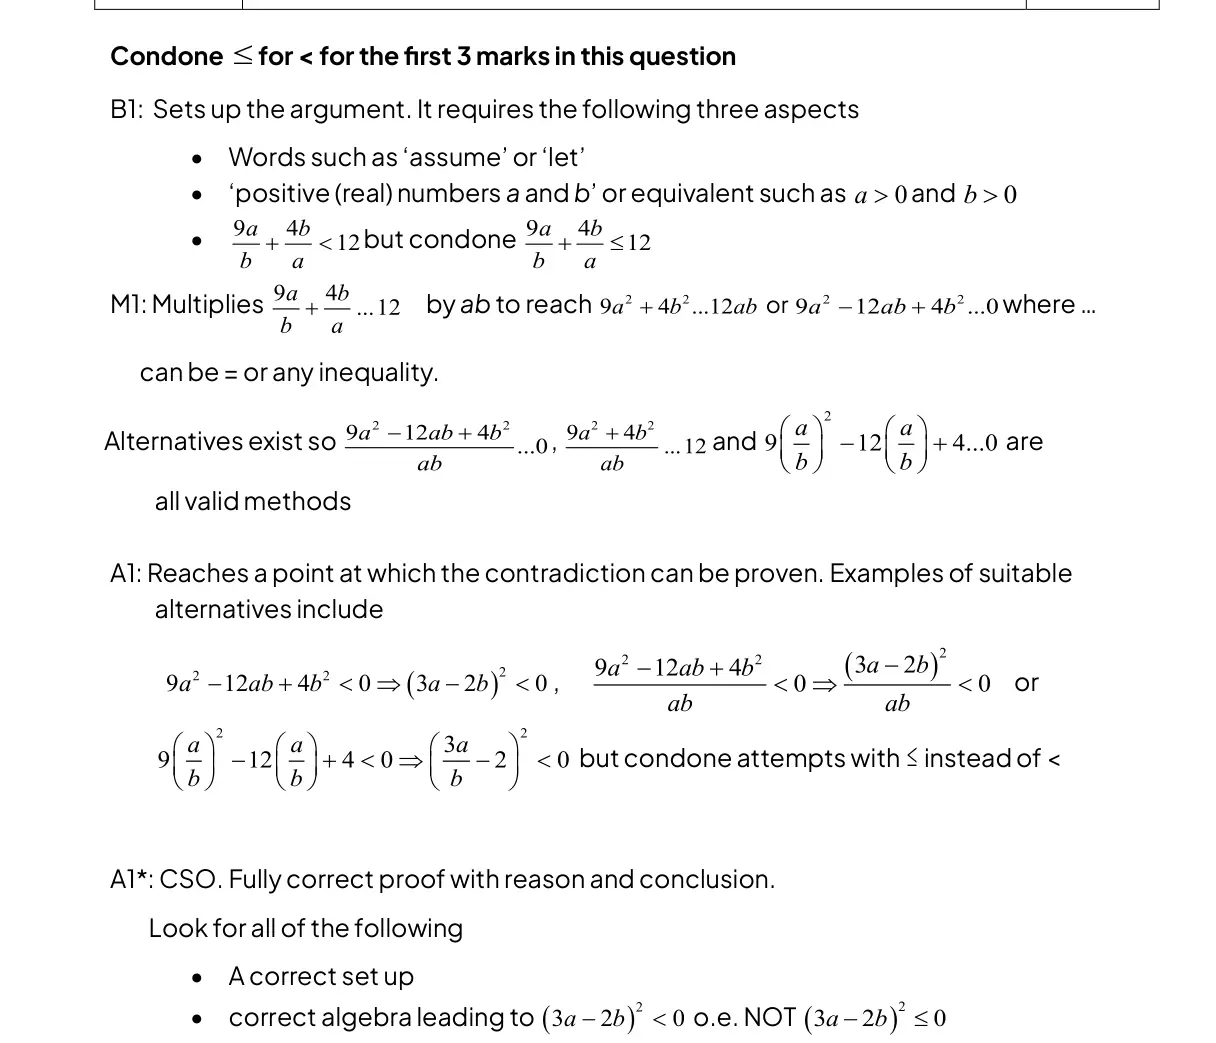 Condone ≤ for < for the first 3 marks in this question
B1: Sets up the argument. It requires the following three aspects
• Words such as ‘assume’ or ‘let’
• ‘positive (real) numbers a and b’ or equivalent such as a > 0 and b > 0
• 9a/b + 4b/a < 12 but condone 9a/b + 4b/a ≤ 12
M1: Multiplies 9a/b + 4b/a ... 12 by ab to reach 9a² + 4b² ... 12ab or 9a² − 12ab + 4b² ... 0 where ...
can be = or any inequality.
Alternatives exist so (9a² − 12ab + 4b²)/ab ... 0, (9a² + 4b²)/ab ... 12 and 9(a/b)² − 12(a/b) + 4 ... 0 are
all valid methods
A1: Reaches a point at which the contradiction can be proven. Examples of suitable
alternatives include
9a² − 12ab + 4b² < 0 ⇒ (3a − 2b)² < 0, (9a² − 12ab + 4b²)/ab < 0 ⇒ (3a − 2b)²/ab < 0 or
9(a/b)² − 12(a/b) + 4 < 0 ⇒ (3a/b − 2)² < 0 but condone attempts with ≤ instead of <
A1*: CSO. Fully correct proof with reason and conclusion.
Look for all of the following
• A correct set up
• correct algebra leading to (3a − 2b)² < 0 o.e. NOT (3a − 2b)² ≤ 0